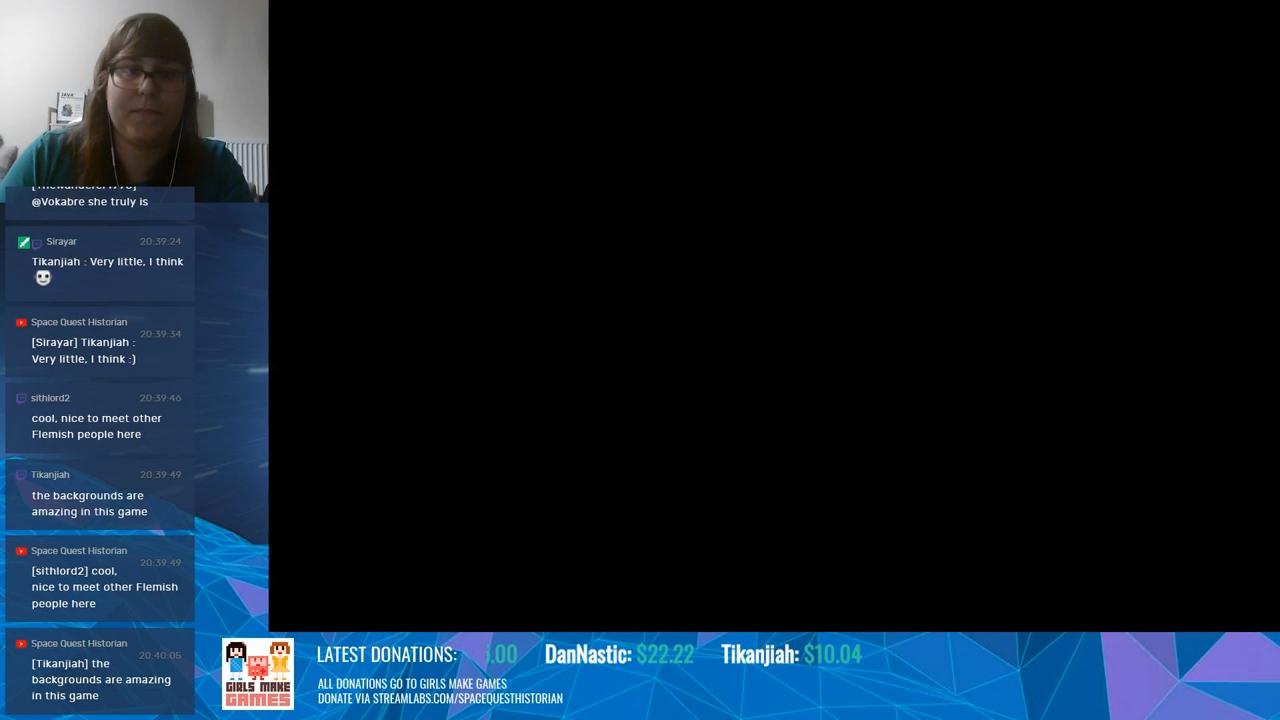 JAVA
@Vokabre she truly is
Sirayar 20:39:24
Tikanjiah : Very little, I think
Space Quest Historian
20:39:34
[Sirayar] Tikanjiah :
Very little, I think :)
sithlord2 20:39:46
cool, nice to meet other
Flemish people here
Tikanjiah 20:39:49
the backgrounds are
amazing in this game
Space Quest Historian
20:39:49
[sithlord2] cool,
nice to meet other Flemish
people here
Space Quest Historian
20:40:05
[Tikanjiah] the
backgrounds are amazing
in this game
GIRLS MAKE
GAMES
LATEST DONATIONS: .00 DanNastic: $22.22 Tikanjiah: $10.04
ALL DONATIONS GO TO GIRLS MAKE GAMES
DONATE VIA STREAMLABS.COM/SPACEQUESTHISTORIAN